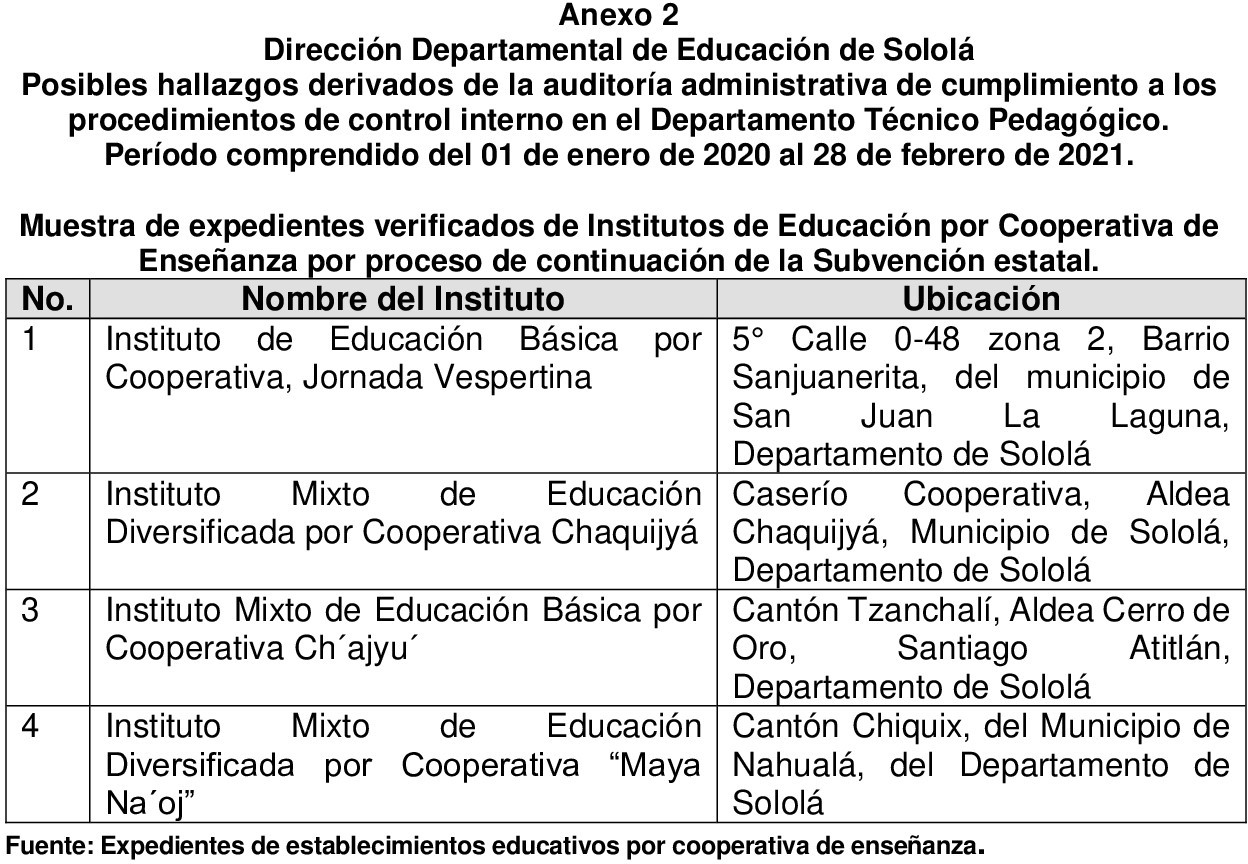 Anexo 2
Dirección Departamental de Educación de Sololá
Posibles hallazgos derivados de la auditoría administrativa de cumplimiento a los
procedimientos de control interno en el Departamento Técnico Pedagógico.
Período comprendido del 01 de enero de 2020 al 28 de febrero de 2021.
Muestra de expedientes verificados de Institutos de Educación por Cooperativa de
Enseñanza por proceso de continuación de la Subvención estatal.
No. Nombre del Instituto Ubicación
1 Instituto de Educación Básica por
Cooperativa, Jornada Vespertina
5° Calle 0-48 zona 2, Barrio
Sanjuanerita, del municipio de
San Juan La Laguna,
Departamento de Sololá
2 Instituto Mixto de Educación
Diversificada por Cooperativa Chaquijyá
Caserío Cooperativa, Aldea
Chaquijyá, Municipio de Sololá,
Departamento de Sololá
3 Instituto Mixto de Educación Básica por
Cooperativa Ch´ajyu´
Cantón Tzanchalí, Aldea Cerro de
Oro, Santiago Atitlán,
Departamento de Sololá
4 Instituto Mixto de Educación
Diversificada por Cooperativa “Maya
Na´oj”
Cantón Chiquix, del Municipio de
Nahualá, del Departamento de
Sololá
Fuente: Expedientes de establecimientos educativos por cooperativa de enseñanza.